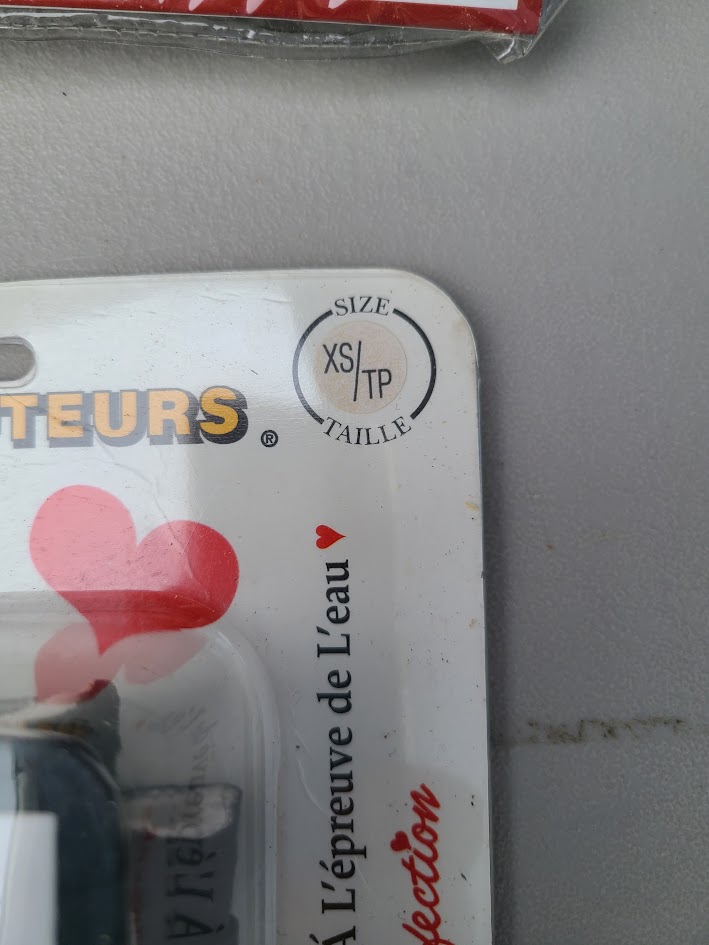 SIZE
XS/TP
TAILLE
TEURS®
Á L'épreuve de L'eau
fection